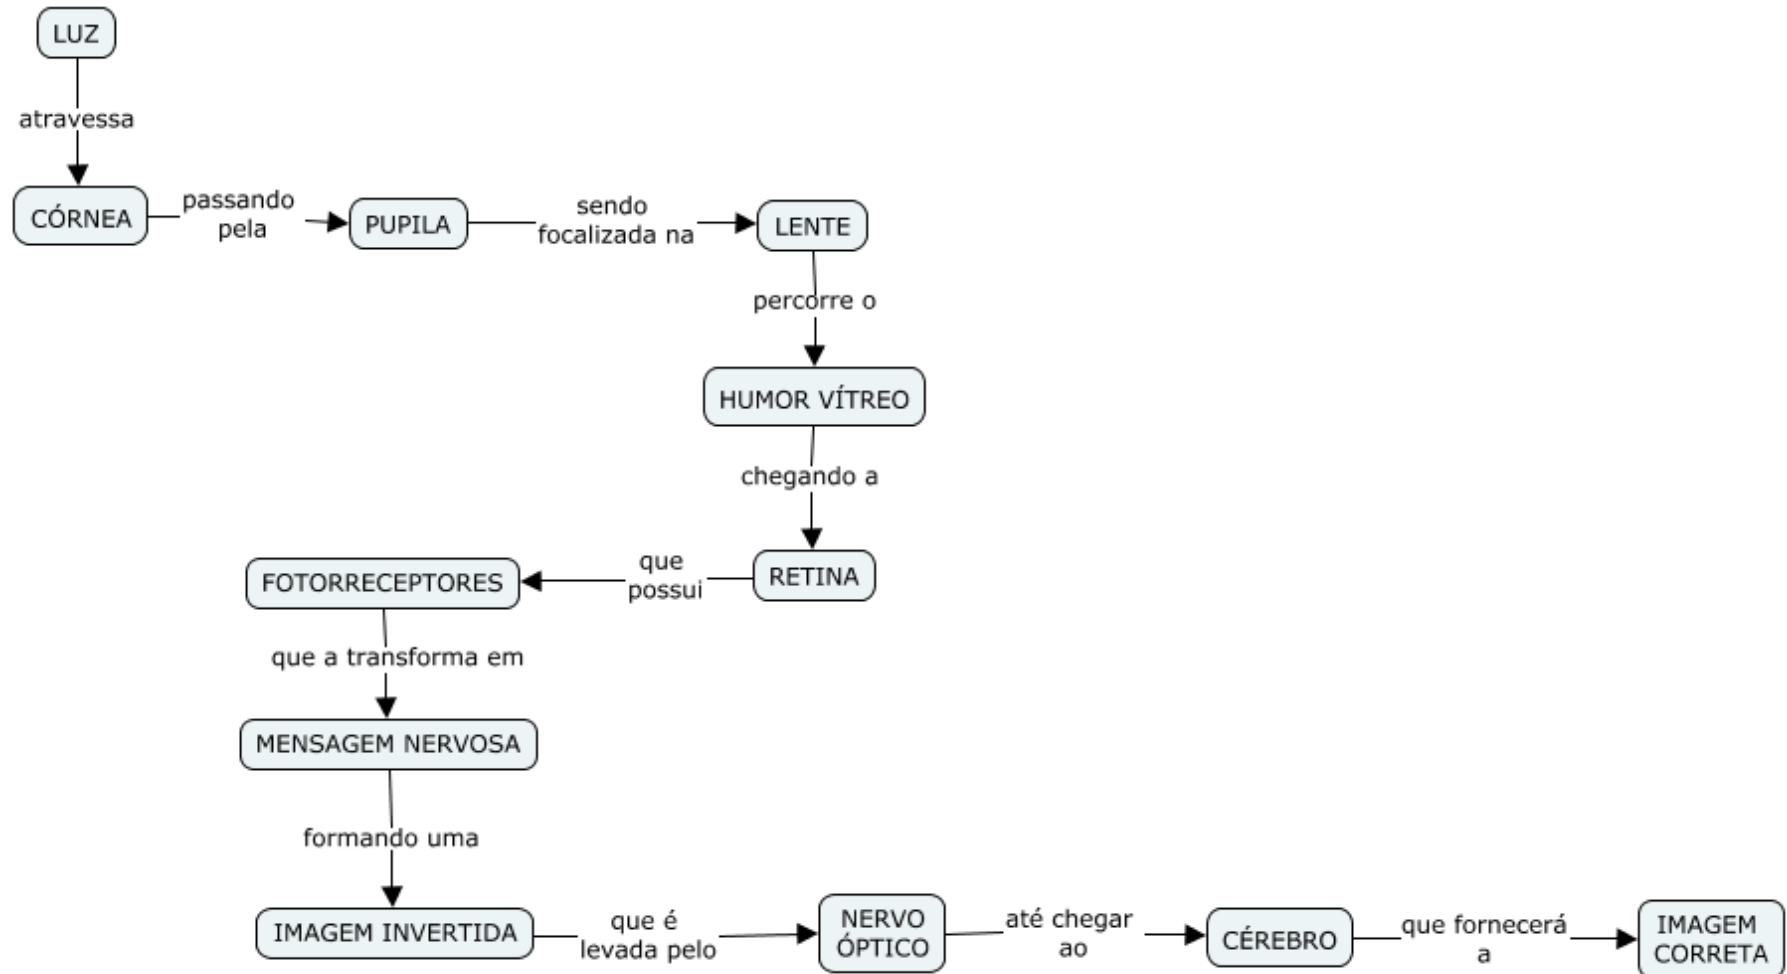 LUZ
atravessa
CÓRNEA
passando
pela
PUPILA
sendo
focalizada na
LENTE
percorre o
HUMOR VÍTREO
chegando a
RETINA
que
possui
FOTORRECEPTORES
que a transforma em
MENSAGEM NERVOSA
formando uma
IMAGEM INVERTIDA
que é
levada pelo
NERVO
ÓPTICO
até chegar
ao
CÉREBRO
que fornecerá
a
IMAGEM
CORRETA